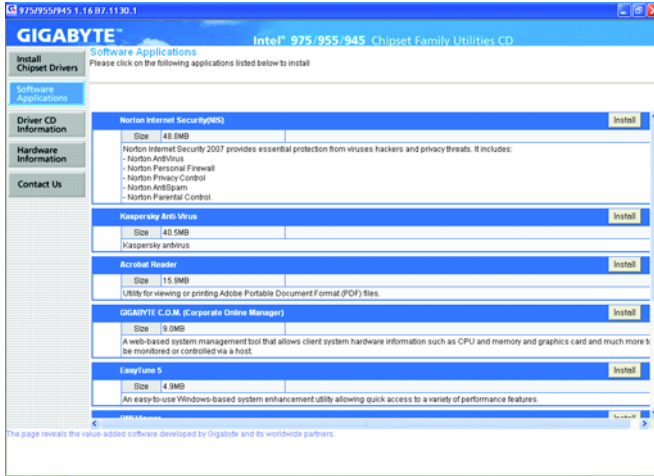 975/955/945 1.16 B7.1130.1
GIGABYTE™
Intel® 975/955/945 Chipset Family Utilities CD
Install
Chipset Drivers
Software
Applications
Driver CD
Information
Hardware
Information
Contact Us
Software Applications
Please click on the following applications listed below to install
Norton Internet Security(NIS) Install
Size 48.8MB
Norton Internet Security 2007 provides essential protection from viruses hackers and privacy threats. It includes:
- Norton AntiVirus
- Norton Personal Firewall
- Norton Privacy Control
- Norton AntiSpam
- Norton Parental Control
Kaspersky Anti-Virus Install
Size 40.5MB
Kaspersky antivirus
Acrobat Reader Install
Size 15.9MB
Utility for viewing or printing Adobe Portable Document Format (PDF) files.
GIGABYTE C.O.M. (Corporate Online Manager) Install
Size 9.0MB
A web-based system management tool that allows client system hardware information such as CPU and memory and graphics card and much more t
be monitored or controlled via a host.
EasyTune 5 Install
Size 4.9MB
An easy-to-use Windows-based system enhancement utility allowing quick access to a variety of performance features.
The page reveals the value-added software developed by Gigabyte and its worldwide partners.